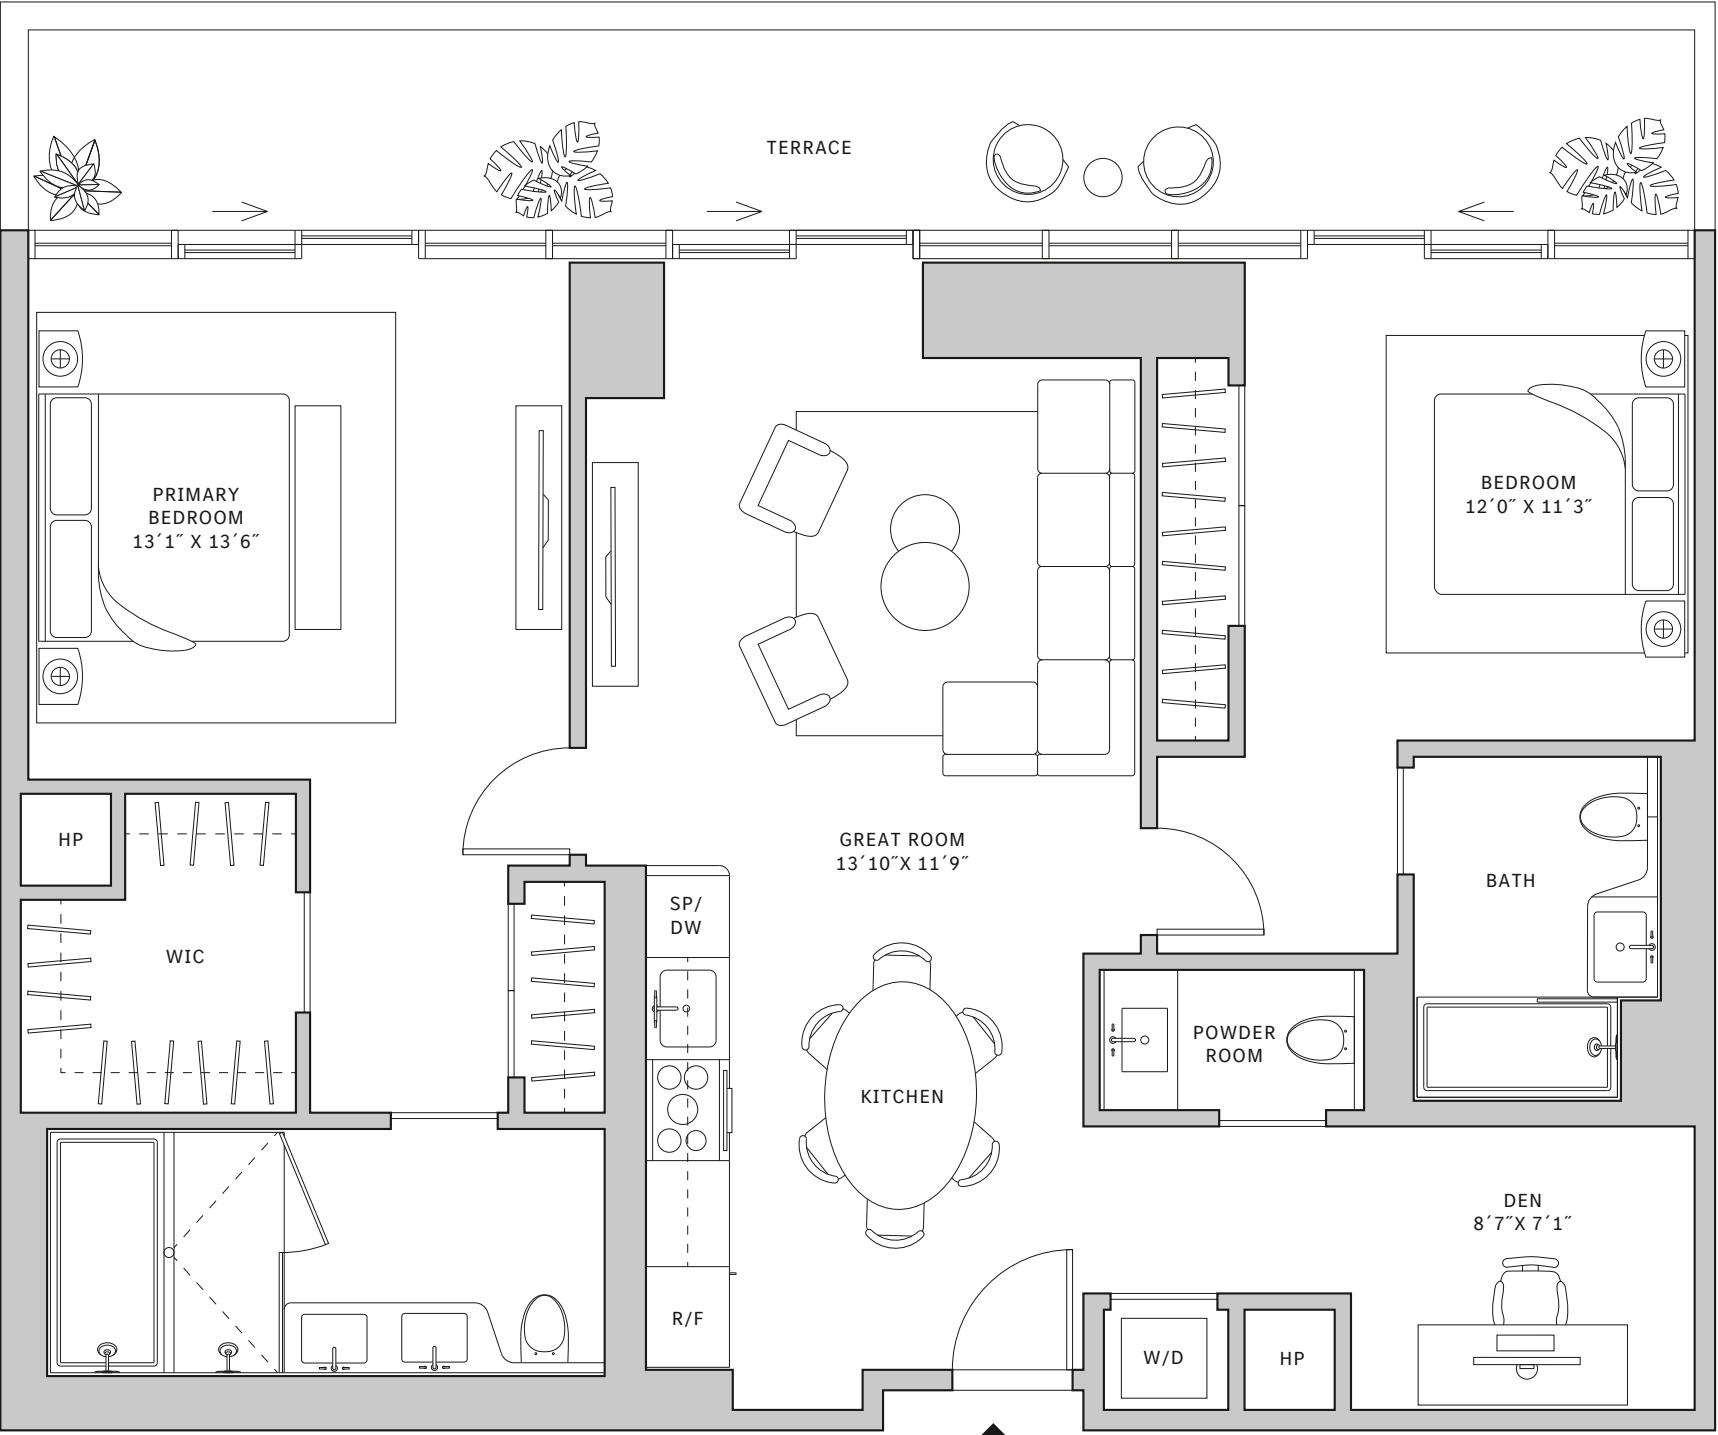 TERRACE
PRIMARY
BEDROOM
13´1˝ X 13´6˝
BEDROOM
12´0˝ X 11´3˝
GREAT ROOM
13´10˝X 11´9˝
HP
WIC
SP/
DW
BATH
POWDER
ROOM
KITCHEN
DEN
8´7˝X 7´1˝
R/F
W/D
HP